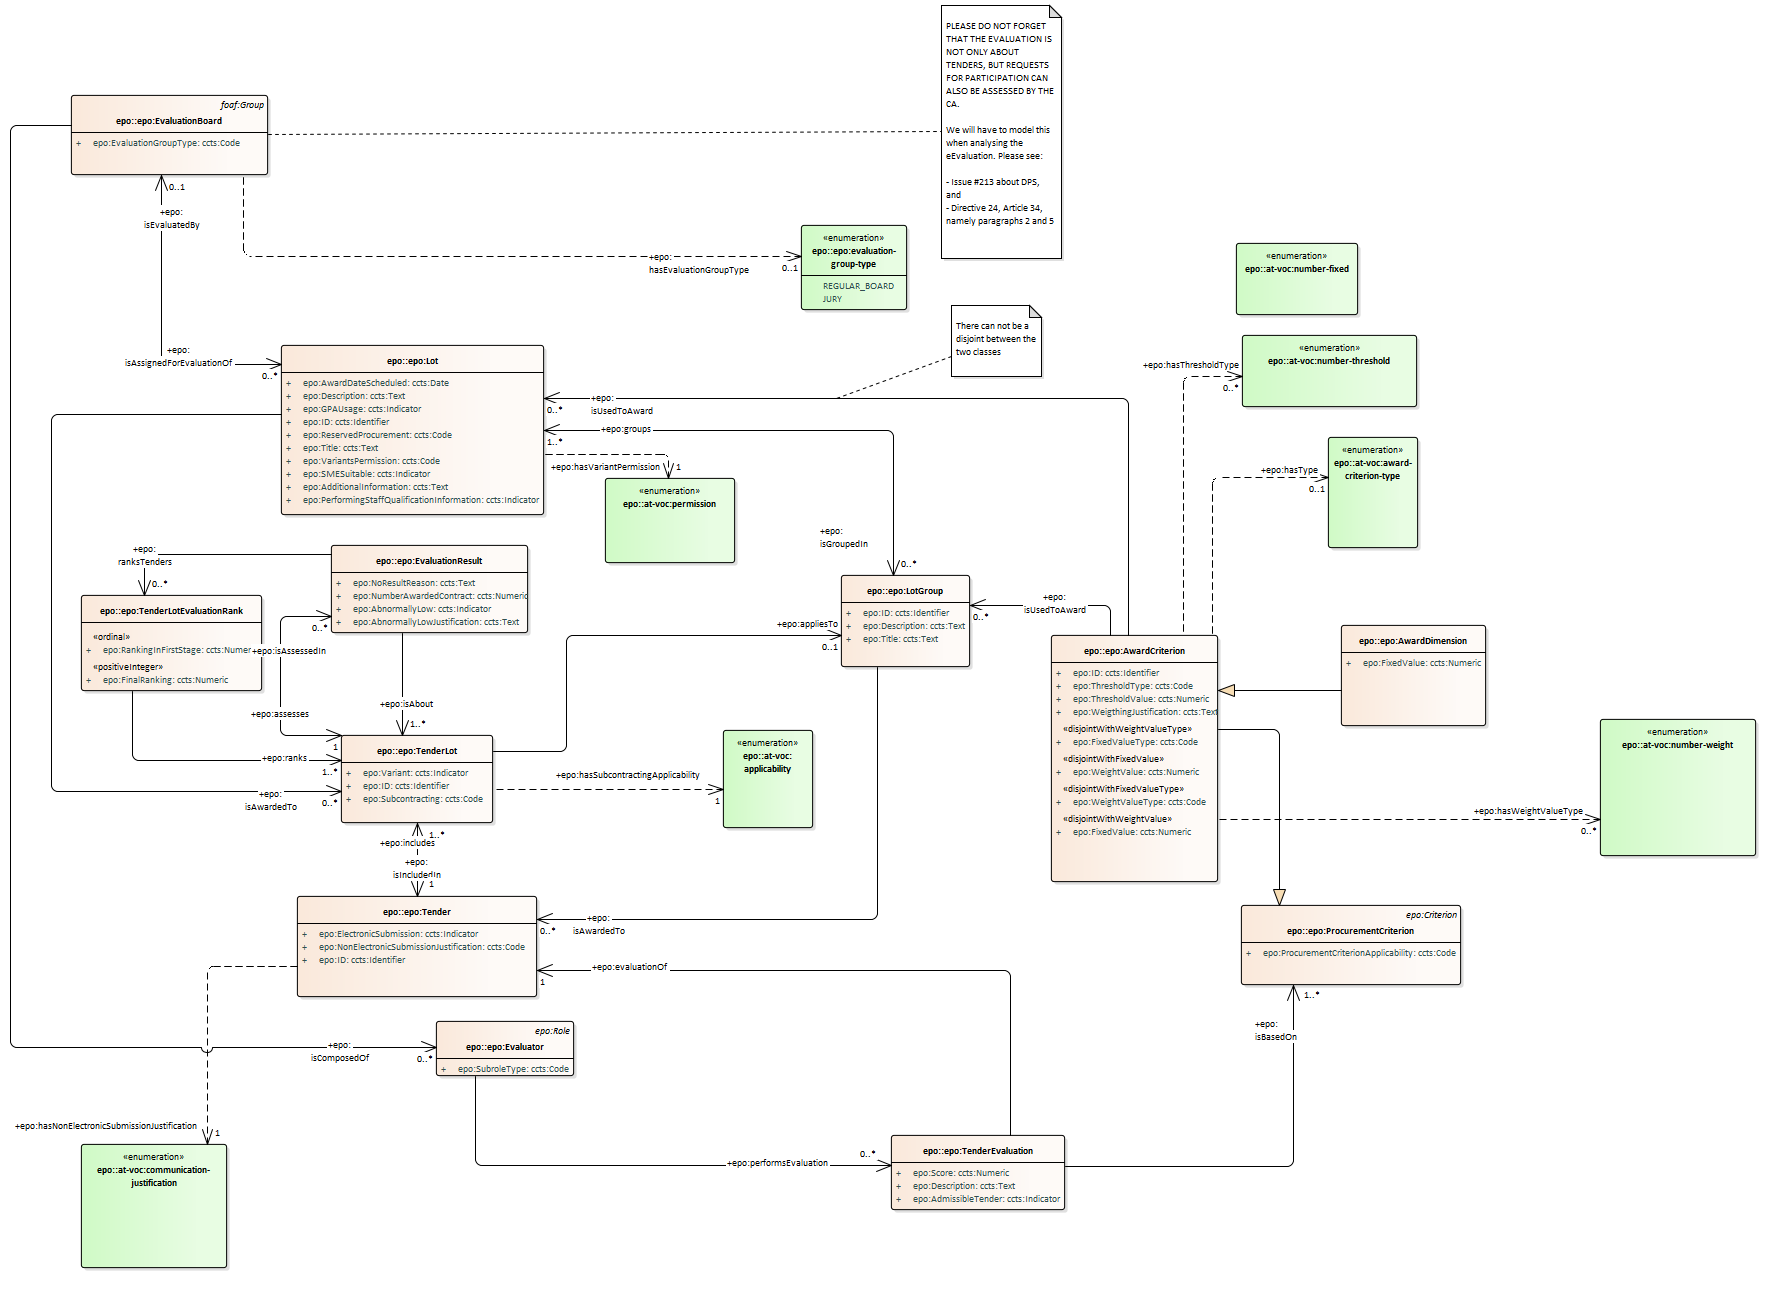 PLEASE DO NOT FORGET
THAT THE EVALUATION IS
NOT ONLY ABOUT
TENDERS, BUT REQUESTS
FOR PARTICIPATION CAN
ALSO BE ASSESSED BY THE
CA.
We will have to model this
when analysing the
eEvaluation. Please see:
- Issue #213 about DPS,
and
- Directive 24, Article 34,
namely paragraphs 2 and 5
foaf:Group
epo::epo:EvaluationBoard
+ epo:EvaluationGroupType: ccts:Code
0..1
+epo:
isEvaluatedBy
+epo:
hasEvaluationGroupType
0..1
«enumeration»
epo::epo:evaluation-
group-type
REGULAR_BOARD
JURY
«enumeration»
epo::at-voc:number-fixed
There can not be a
disjoint between the
two classes
«enumeration»
epo::at-voc:number-threshold
+epo:hasThresholdType
0..*
+epo:
isAssignedForEvaluationOf
0..*
epo::epo:Lot
+ epo:AwardDateScheduled: ccts:Date
+ epo:Description: ccts:Text
+ epo:GPAUsage: ccts:Indicator
+ epo:ID: ccts:Identifier
+ epo:ReservedProcurement: ccts:Code
+ epo:Title: ccts:Text
+ epo:VariantsPermission: ccts:Code
+ epo:SMESuitable: ccts:Indicator
+ epo:AdditionalInformation: ccts:Text
+ epo:PerformingStaffQualificationInformation: ccts:Indicator
+epo:
isUsedToAward
0..*
+epo:groups
1..*
+epo:hasVariantPermission
1
«enumeration»
epo::at-voc:permission
«enumeration»
epo::at-voc:award-
criterion-type
+epo:hasType
0..1
+epo:
isGroupedIn
0..*
+epo:
ranksTenders
0..*
epo::epo:EvaluationResult
+ epo:NoResultReason: ccts:Text
+ epo:NumberAwardedContract: ccts:Numeric
+ epo:AbnormallyLow: ccts:Indicator
+ epo:AbnormallyLowJustification: ccts:Text
epo::epo:TenderLotEvaluationRank
«ordinal»
+ epo:RankingInFirstStage: ccts:Numer
«positiveInteger»
+ epo:FinalRanking: ccts:Numeric
0..*
+epo:isAssessedIn
+epo:assesses
1
+epo:isAbout
1..*
+epo:ranks
1..*
+epo:
isAwardedTo
0..*
epo::epo:LotGroup
+ epo:ID: ccts:Identifier
+ epo:Description: ccts:Text
+ epo:Title: ccts:Text
+epo:appliesTo
0..1
+epo:
isUsedToAward
0..*
epo::epo:AwardCriterion
+ epo:ID: ccts:Identifier
+ epo:ThresholdType: ccts:Code
+ epo:ThresholdValue: ccts:Numeric
+ epo:WeigthingJustification: ccts:Text
«disjointWithWeightValueType»
+ epo:FixedValueType: ccts:Code
«disjointWithFixedValue»
+ epo:WeightValue: ccts:Numeric
«disjointWithFixedValueType»
+ epo:WeightValueType: ccts:Code
«disjointWithWeightValue»
+ epo:FixedValue: ccts:Numeric
epo::epo:AwardDimension
+ epo:FixedValue: ccts:Numeric
«enumeration»
epo::at-voc:number-weight
+epo:hasWeightValueType
0..*
epo::epo:TenderLot
+ epo:Variant: ccts:Indicator
+ epo:ID: ccts:Identifier
+ epo:Subcontracting: ccts:Code
+epo:hasSubcontractingApplicability
1
«enumeration»
epo::at-voc:
applicability
1..*
+epo:includes
+epo:
isIncludedIn
1
epo::epo:Tender
+ epo:ElectronicSubmission: ccts:Indicator
+ epo:NonElectronicSubmissionJustification: ccts:Code
+ epo:ID: ccts:Identifier
+epo:
isAwardedTo
0..*
+epo:evaluationOf
1
epo:Criterion
epo::epo:ProcurementCriterion
+ epo:ProcurementCriterionApplicability: ccts:Code
1..*
+epo:
isBasedOn
epo:Role
epo::epo:Evaluator
+ epo:SubroleType: ccts:Code
+epo:
isComposedOf
0..*
+epo:hasNonElectronicSubmissionJustification
1
«enumeration»
epo::at-voc:communication-
justification
+epo:performsEvaluation
0..*
epo::epo:TenderEvaluation
+ epo:Score: ccts:Numeric
+ epo:Description: ccts:Text
+ epo:AdmissibleTender: ccts:Indicator